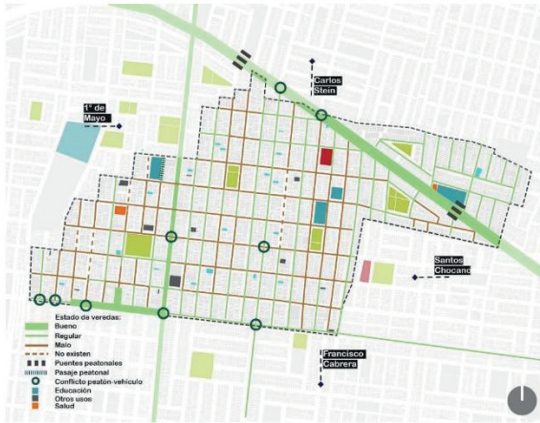 Carlos
Stein
1° de
Mayo
Santos
Chocano
Francisco
Cabrera
Estado de veredas:
Bueno
Regular
Malo
No existen
Puentes peatonales
Pasaje peatonal
Conflicto peatón-vehículo
Educación
Otros usos
Salud